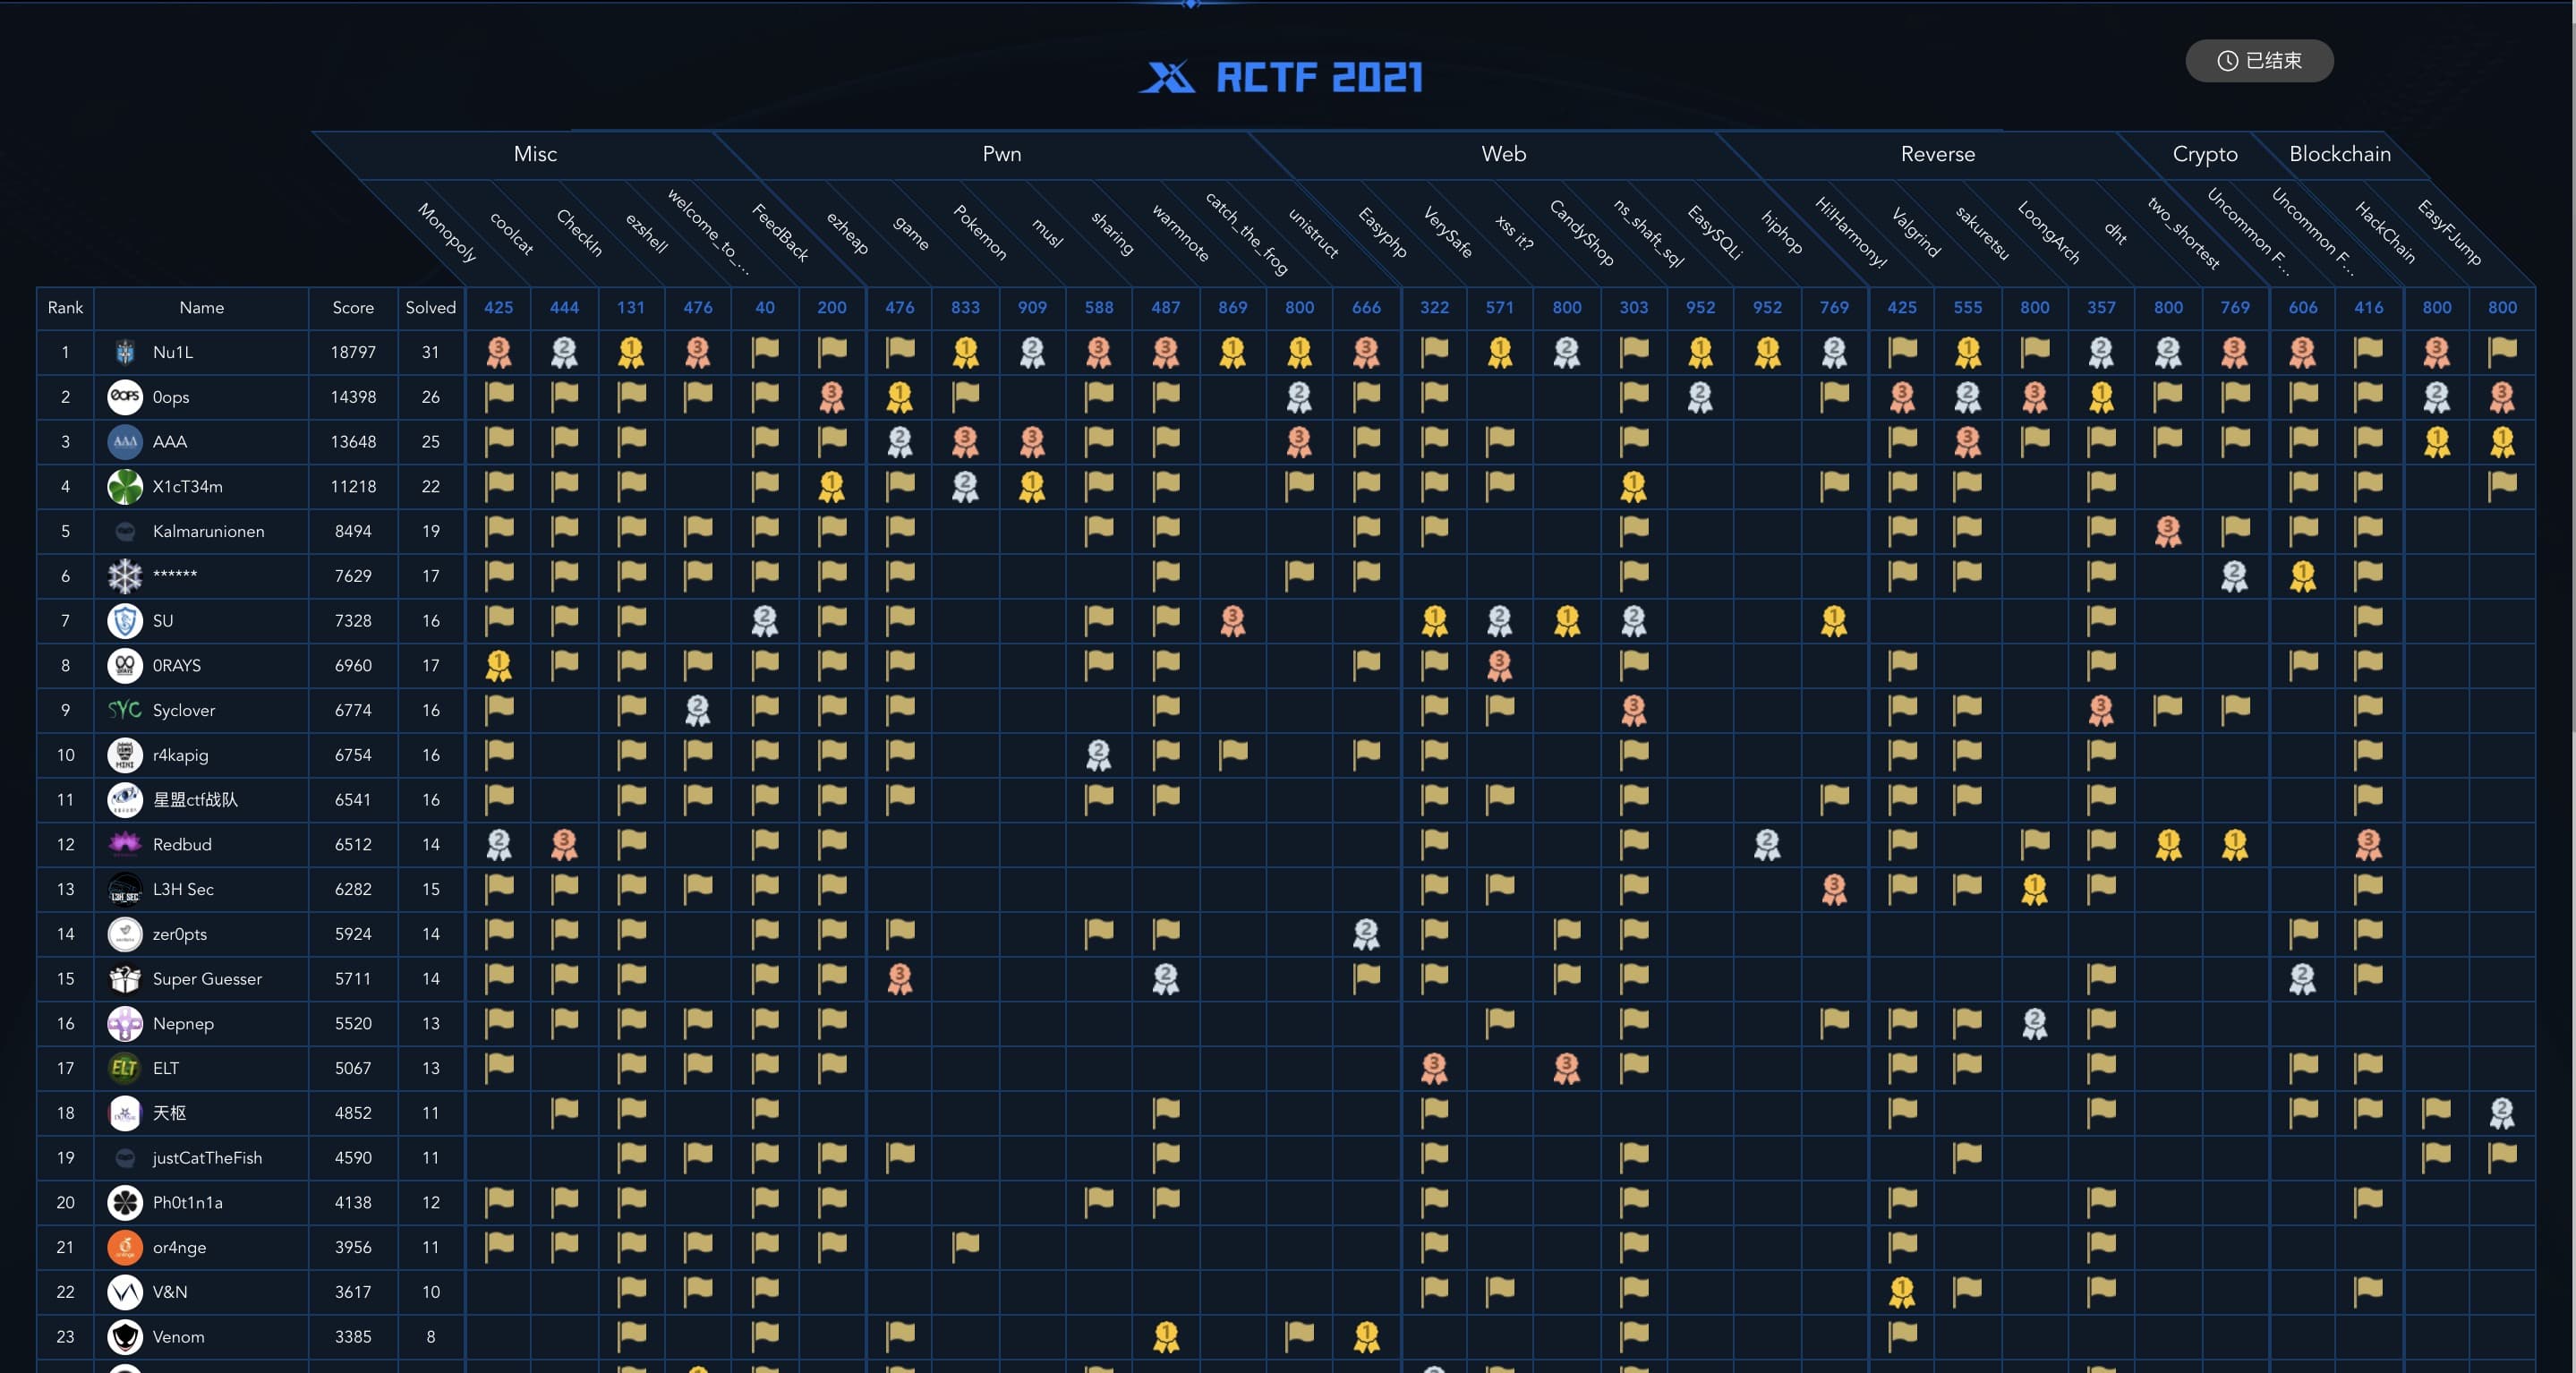 RCTF 2021
已结束
Misc Pwn Web Reverse Crypto Blockchain
Monopoly coolcat CheckIn ezshell welcome_to_... FeedBack ezheap game Pokemon musl sharing warmnote catch_the_frog unistruct Easyphp VerySafe xss it? CandyShop ns_shaft_sql EasySQLi hiphop Hi!Harmony! Valgrind sakuretsu LoongArch dht two_shortest Uncommon F... Uncommon F... HackChain EasyFJump
Rank Name Score Solved 425 444 131 476 40 200 476 833 909 588 487 869 800 666 322 571 800 303 952 952 769 425 555 800 357 800 769 606 416 800 800
1 Nu1L 18797 31 3 2 1 3 1 2 3 3 1 1 3 1 2 1 1 2 1 2 2 3 3 3
2 0OPS 0ops 14398 26 3 1 2 2 3 2 3 1 2 3
3 AAA AAA 13648 25 2 3 3 3 3 1 1
4 X1cT34m 11218 22 1 2 1 1
5 Kalmarunionen 8494 19 3
6 ****** 7629 17 2 1
7 SU 7328 16 2 3 1 2 1 2 1
8 0RAYS 6960 17 1 3
9 SYC Syclover 6774 16 2 3 3
10 MINI r4kapig 6754 16 2
11 星盟ctf战队 6541 16
12 Redbud 6512 14 2 3 2 1 1 3
13 L3H_SEC L3H Sec 6282 15 3 1
14 zer0pts 5924 14 2
15 Super Guesser 5711 14 3 2 2
16 Nepnep 5520 13 2
17 ELT ELT 5067 13 3 3
18 天枢 4852 11 2
19 justCatTheFish 4590 11
20 Ph0t1n1a 4138 12
21 or4nge 3956 11
22 V&N 3617 10 1
23 Venom 3385 8 1 1